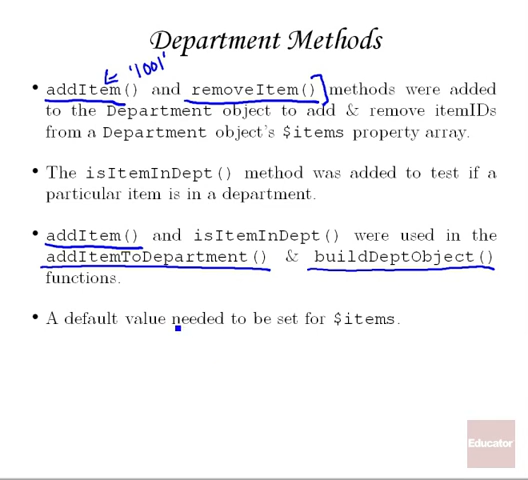 Department Methods
'1001'
• addItem() and removeItem() methods were added
to the Department object to add & remove itemIDs
from a Department object's $items property array.
• The isItemInDept() method was added to test if a
particular item is in a department.
• addItem() and isItemInDept() were used in the
addItemToDepartment() & buildDeptObject()
functions.
• A default value needed to be set for $items.
Educator